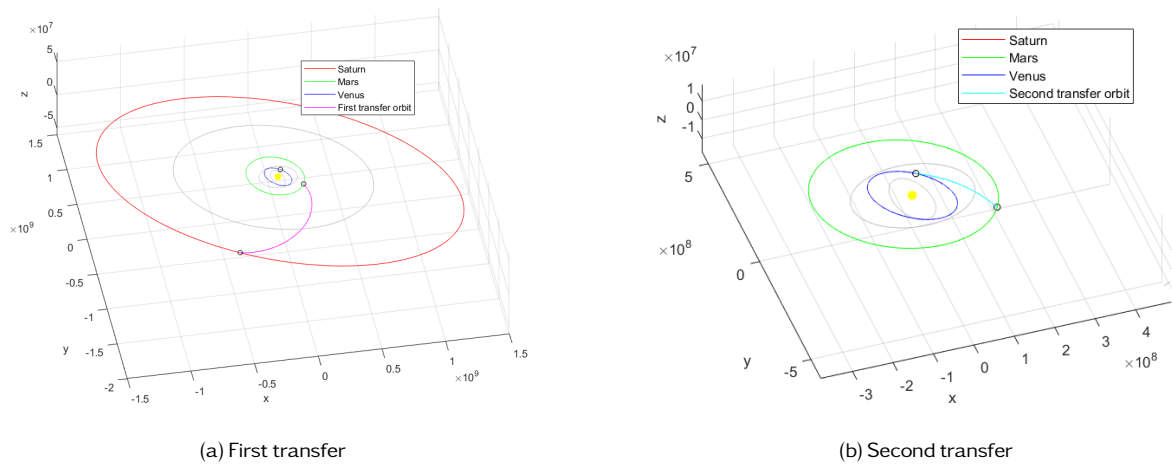 ×10⁷
5
0
-5
z
1.5
1
0.5
0
-0.5
-1
-1.5
-2
×10⁹
y
-1.5
-1
-0.5
0
0.5
1
1.5
×10⁹
x
Saturn
Mars
Venus
First transfer orbit
(a) First transfer
×10⁷
1
0
-1
z
5
0
-5
×10⁸
y
-3
-2
-1
0
1
2
3
4
×10⁸
x
Saturn
Mars
Venus
Second transfer orbit
(b) Second transfer